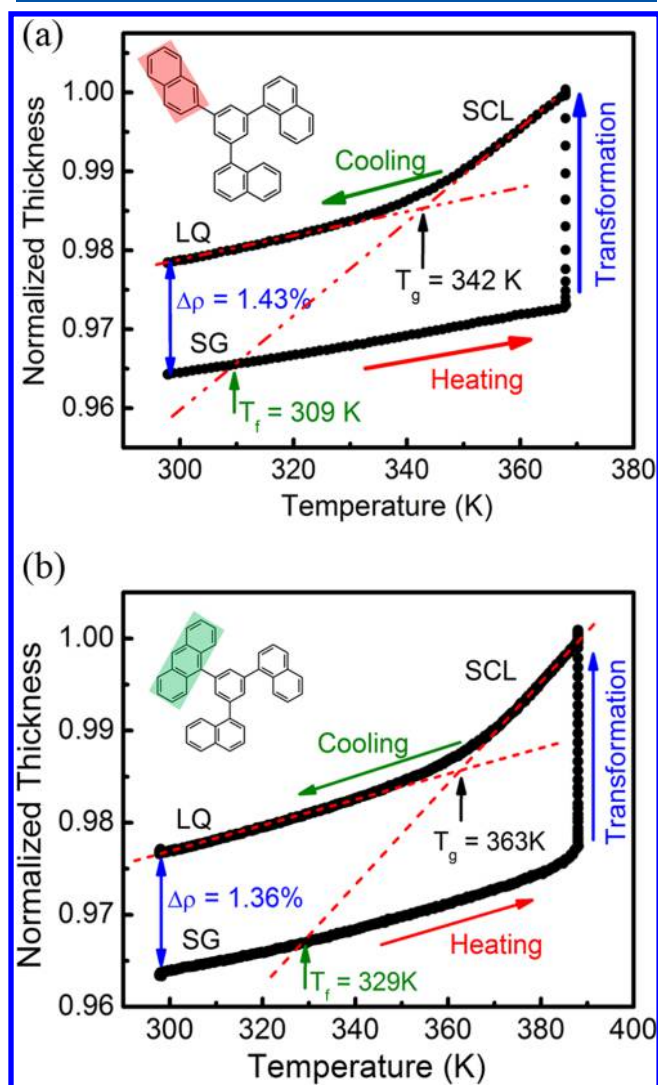 (a)
Normalized Thickness
1.00
0.99
0.98
0.97
0.96
SCL
Cooling
LQ
Transformation
T_g = 342 K
Δρ = 1.43%
SG
Heating
T_f = 309 K
300 320 340 360 380
Temperature (K)
(b)
Normalized Thickness
1.00
0.99
0.98
0.97
0.96
SCL
Cooling
LQ
Transformation
T_g = 363K
Δρ = 1.36%
SG
Heating
T_f = 329K
300 320 340 360 380 400
Temperature (K)